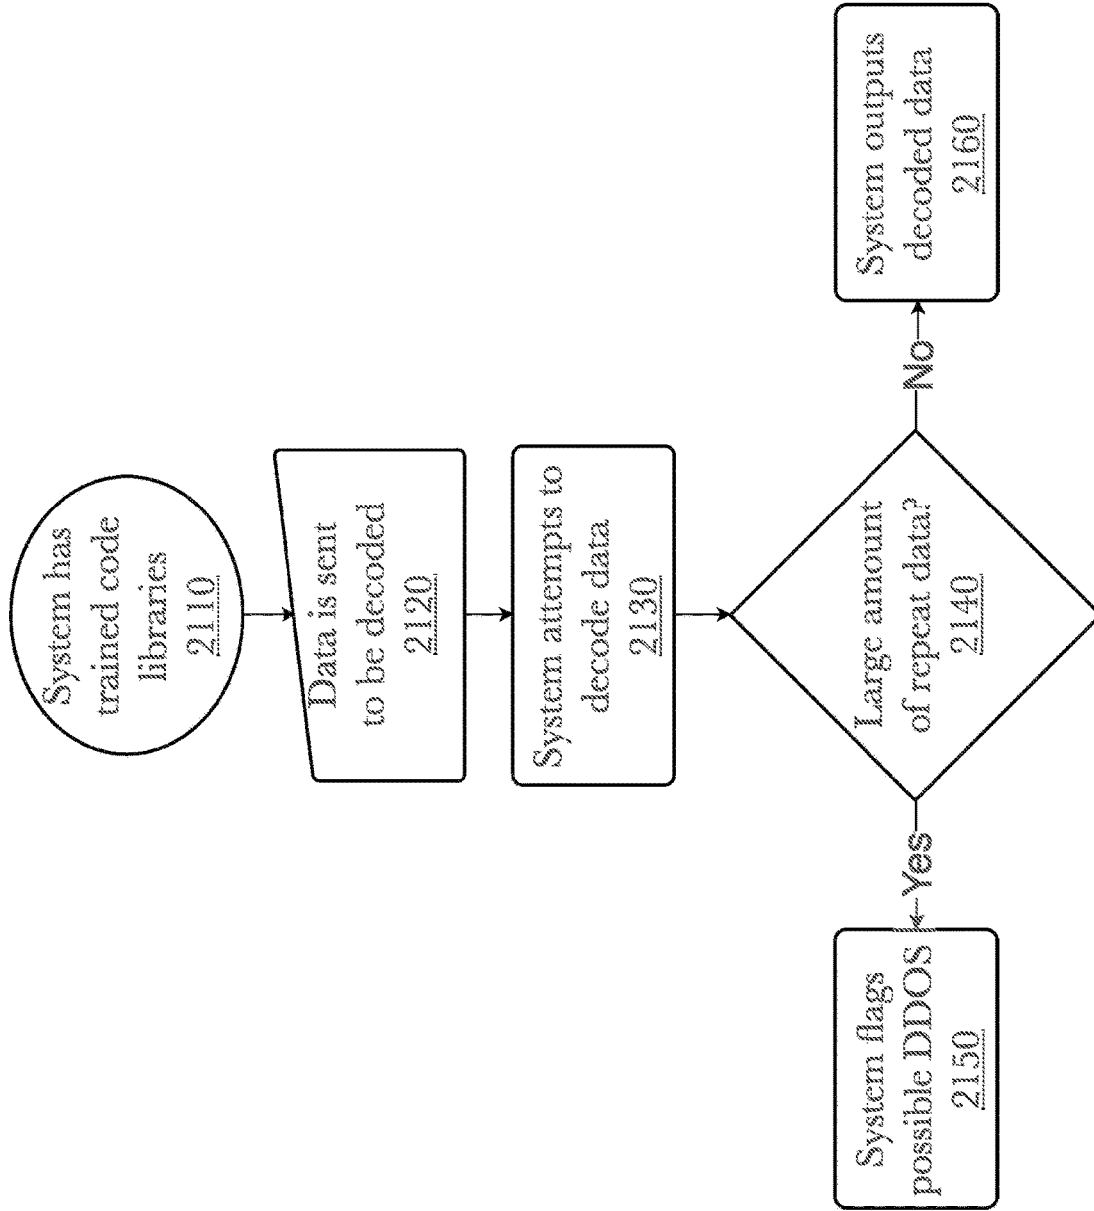 System has
trained code
libraries
2110
Data is sent
to be decoded
2120
System attempts to
decode data
2130
Large amount
of repeat data?
2140
Yes
System flags
possible DDOS
2150
No
System outputs
decoded data
2160